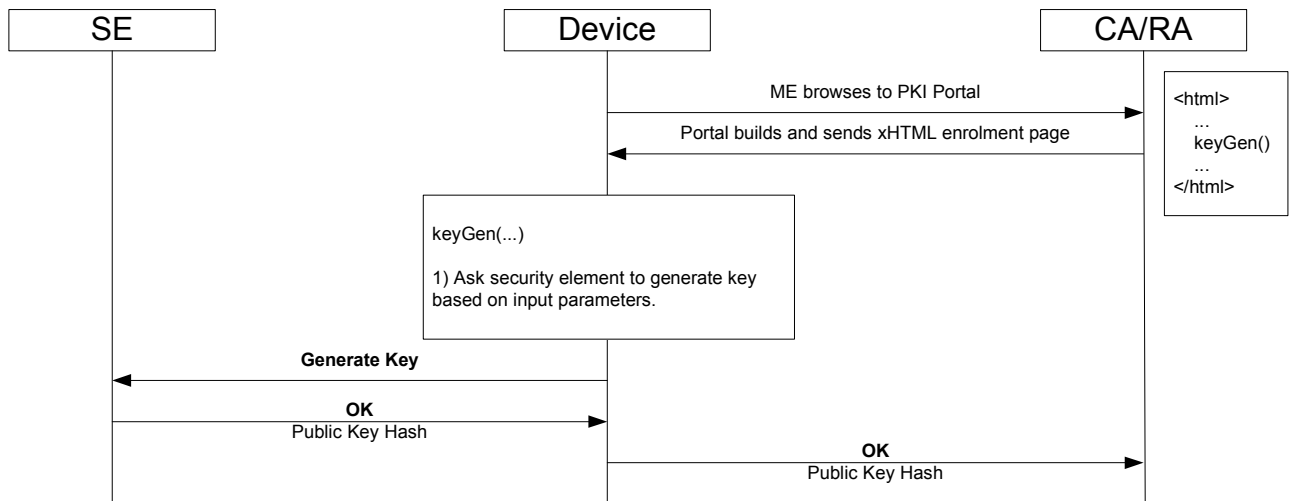 SE
Device
CA/RA
ME browses to PKI Portal
<html>
...
keyGen()
...
</html>
Portal builds and sends xHTML enrolment page
keyGen(...)
1) Ask security element to generate key
based on input parameters.
Generate Key
OK
Public Key Hash
OK
Public Key Hash